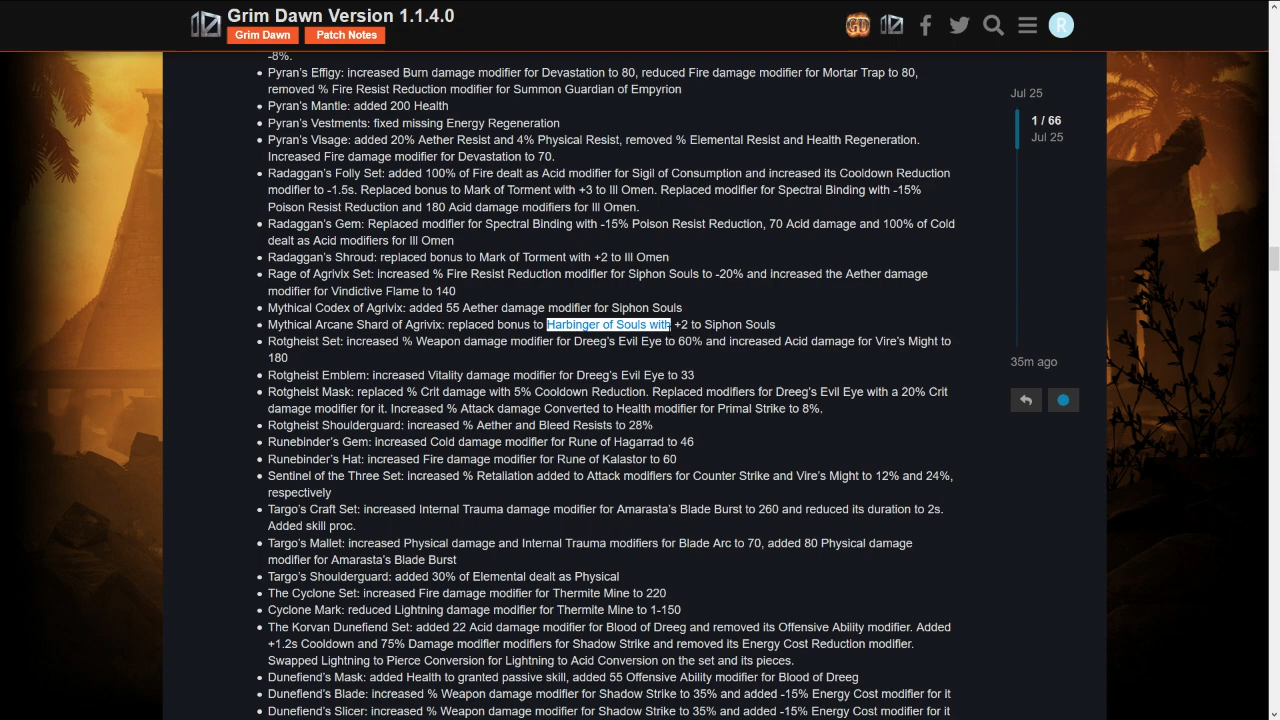 Grim Dawn Version 1.1.4.0
Grim Dawn Patch Notes
R
-8%.
Pyran's Effigy: increased Burn damage modifier for Devastation to 80, reduced Fire damage modifier for Mortar Trap to 80,
removed % Fire Resist Reduction modifier for Summon Guardian of Empyrion
Pyran's Mantle: added 200 Health
Pyran's Vestments: fixed missing Energy Regeneration
Pyran's Visage: added 20% Aether Resist and 4% Physical Resist, removed % Elemental Resist and Health Regeneration.
Increased Fire damage modifier for Devastation to 70.
Radaggan's Folly Set: added 100% of Fire dealt as Acid modifier for Sigil of Consumption and increased its Cooldown Reduction
modifier to -1.5s. Replaced bonus to Mark of Torment with +3 to Ill Omen. Replaced modifier for Spectral Binding with -15%
Poison Resist Reduction and 180 Acid damage modifiers for Ill Omen.
Radaggan's Gem: Replaced modifier for Spectral Binding with -15% Poison Resist Reduction, 70 Acid damage and 100% of Cold
dealt as Acid modifiers for Ill Omen
Radaggan's Shroud: replaced bonus to Mark of Torment with +2 to Ill Omen
Rage of Agrivix Set: increased % Fire Resist Reduction modifier for Siphon Souls to -20% and increased the Aether damage
modifier for Vindictive Flame to 140
Mythical Codex of Agrivix: added 55 Aether damage modifier for Siphon Souls
Mythical Arcane Shard of Agrivix: replaced bonus to Harbinger of Souls with +2 to Siphon Souls
Rotgheist Set: increased % Weapon damage modifier for Dreeg's Evil Eye to 60% and increased Acid damage for Vire's Might to
180
Rotgheist Emblem: increased Vitality damage modifier for Dreeg's Evil Eye to 33
Rotgheist Mask: replaced % Crit damage with 5% Cooldown Reduction. Replaced modifiers for Dreeg's Evil Eye with a 20% Crit
damage modifier for it. Increased % Attack damage Converted to Health modifier for Primal Strike to 8%.
Rotgheist Shoulderguard: increased % Aether and Bleed Resists to 28%
Runebinder's Gem: increased Cold damage modifier for Rune of Hagarrad to 46
Runebinder's Hat: increased Fire damage modifier for Rune of Kalastor to 60
Sentinel of the Three Set: increased % Retaliation added to Attack modifiers for Counter Strike and Vire's Might to 12% and 24%,
respectively
Targo's Craft Set: increased Internal Trauma damage modifier for Amarasta's Blade Burst to 260 and reduced its duration to 2s.
Added skill proc.
Targo's Mallet: increased Physical damage and Internal Trauma modifiers for Blade Arc to 70, added 80 Physical damage
modifier for Amarasta's Blade Burst
Targo's Shoulderguard: added 30% of Elemental dealt as Physical
The Cyclone Set: increased Fire damage modifier for Thermite Mine to 220
Cyclone Mark: reduced Lightning damage modifier for Thermite Mine to 1-150
The Korvan Dunefiend Set: added 22 Acid damage modifier for Blood of Dreeg and removed its Offensive Ability modifier. Added
+1.2s Cooldown and 75% Damage modifier modifiers for Shadow Strike and removed its Energy Cost Reduction modifier.
Swapped Lightning to Pierce Conversion for Lightning to Acid Conversion on the set and its pieces.
Dunefiend's Mask: added Health to granted passive skill, added 55 Offensive Ability modifier for Blood of Dreeg
Dunefiend's Blade: increased % Weapon damage modifier for Shadow Strike to 35% and added -15% Energy Cost modifier for it
Dunefiend's Slicer: increased % Weapon damage modifier for Shadow Strike to 35% and added -15% Energy Cost modifier for it
Jul 25
1 / 66
Jul 25
35m ago